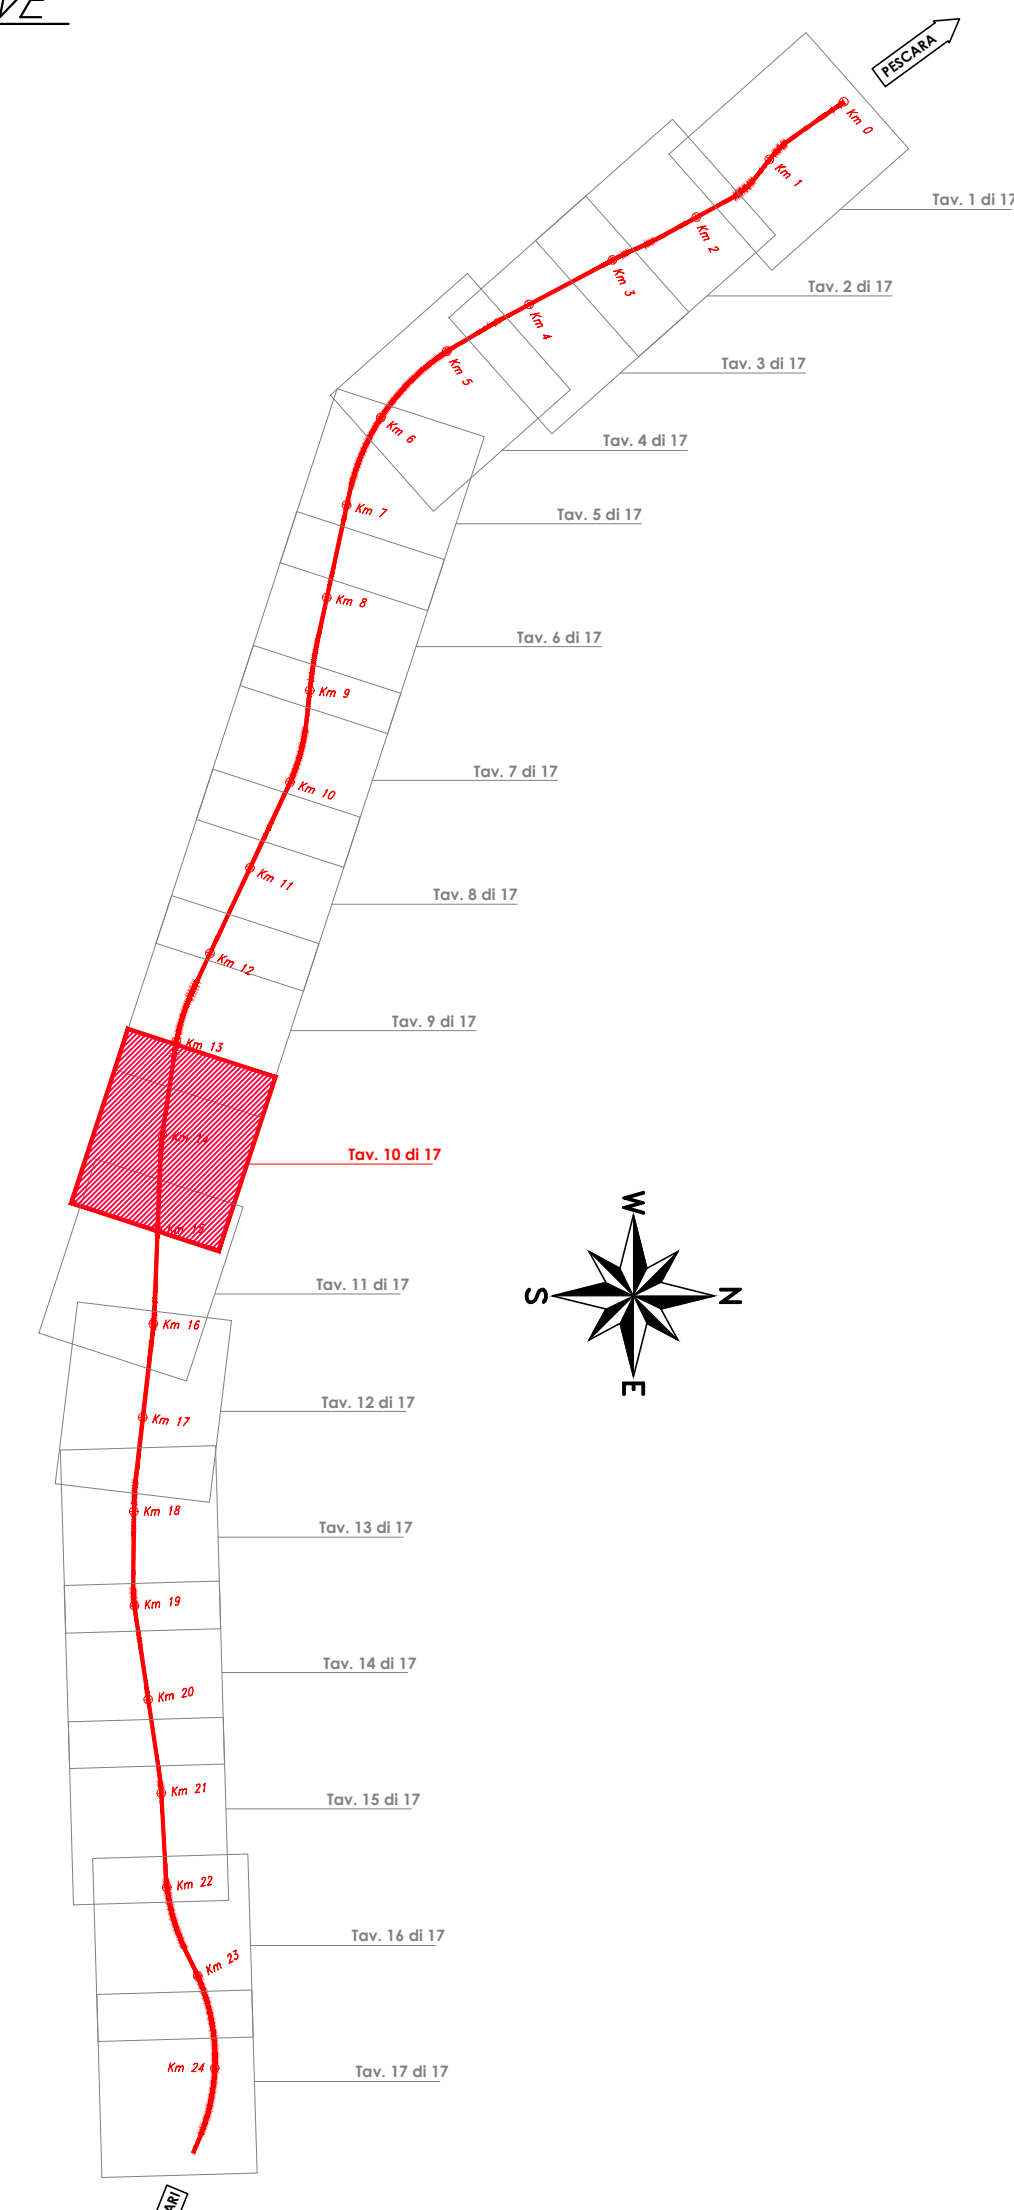 PESCARA
Km 0
Km 1
Tav. 1 di 17
Km 2
Km 3
Tav. 2 di 17
Km 4
Tav. 3 di 17
Km 5
Km 6
Tav. 4 di 17
Km 7
Tav. 5 di 17
Km 8
Tav. 6 di 17
Km 9
Tav. 7 di 17
Km 10
Km 11
Tav. 8 di 17
Km 12
Tav. 9 di 17
Km 13
Km 14
Tav. 10 di 17
Km 15
W
S
N
E
Tav. 11 di 17
Km 16
Tav. 12 di 17
Km 17
Km 18
Tav. 13 di 17
Km 19
Tav. 14 di 17
Km 20
Km 21
Tav. 15 di 17
Km 22
Tav. 16 di 17
Km 23
Km 24
Tav. 17 di 17